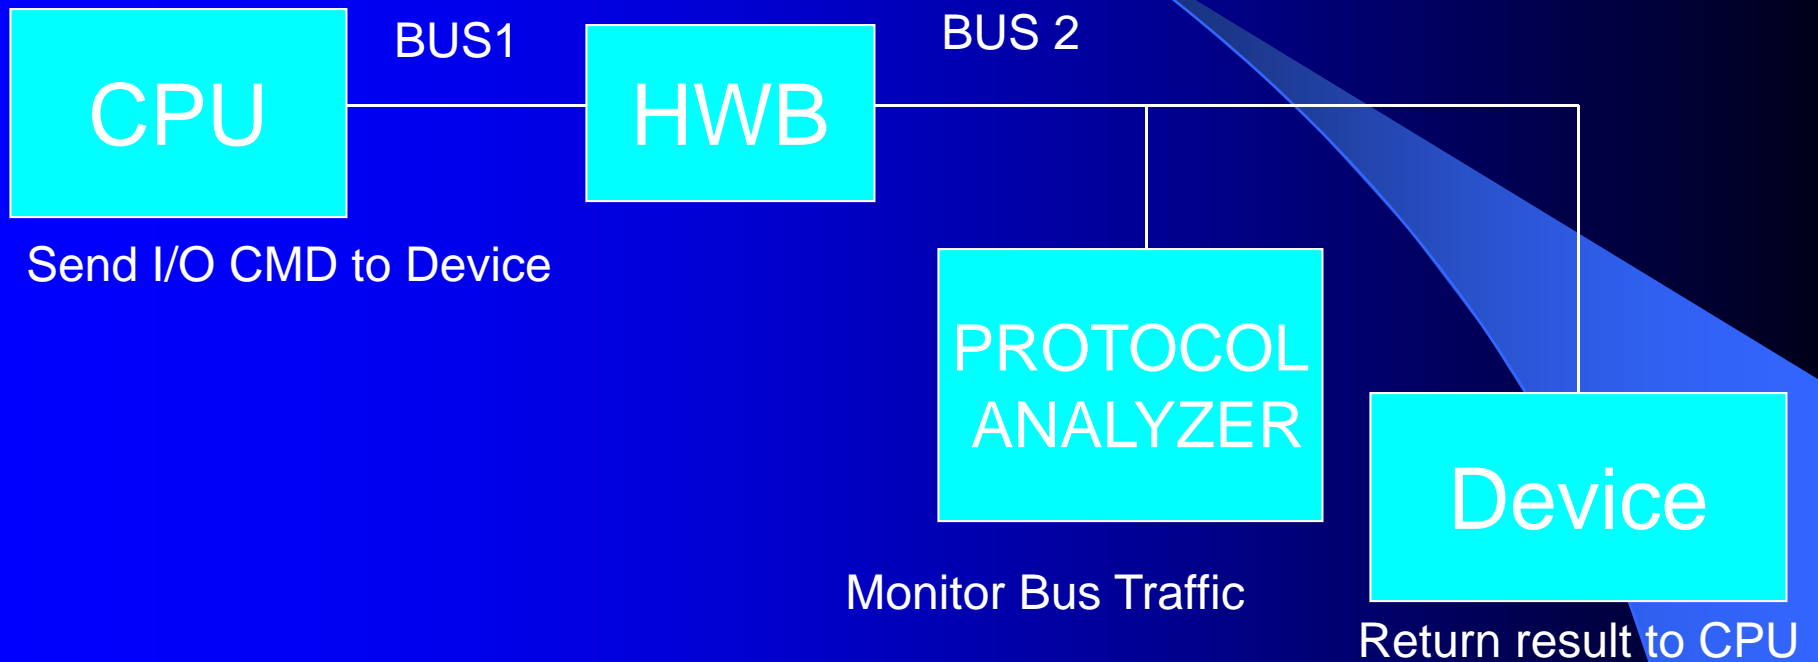 CPU
BUS1
HWB
BUS 2
Send I/O CMD to Device
PROTOCOL
ANALYZER
Device
Monitor Bus Traffic
Return result to CPU